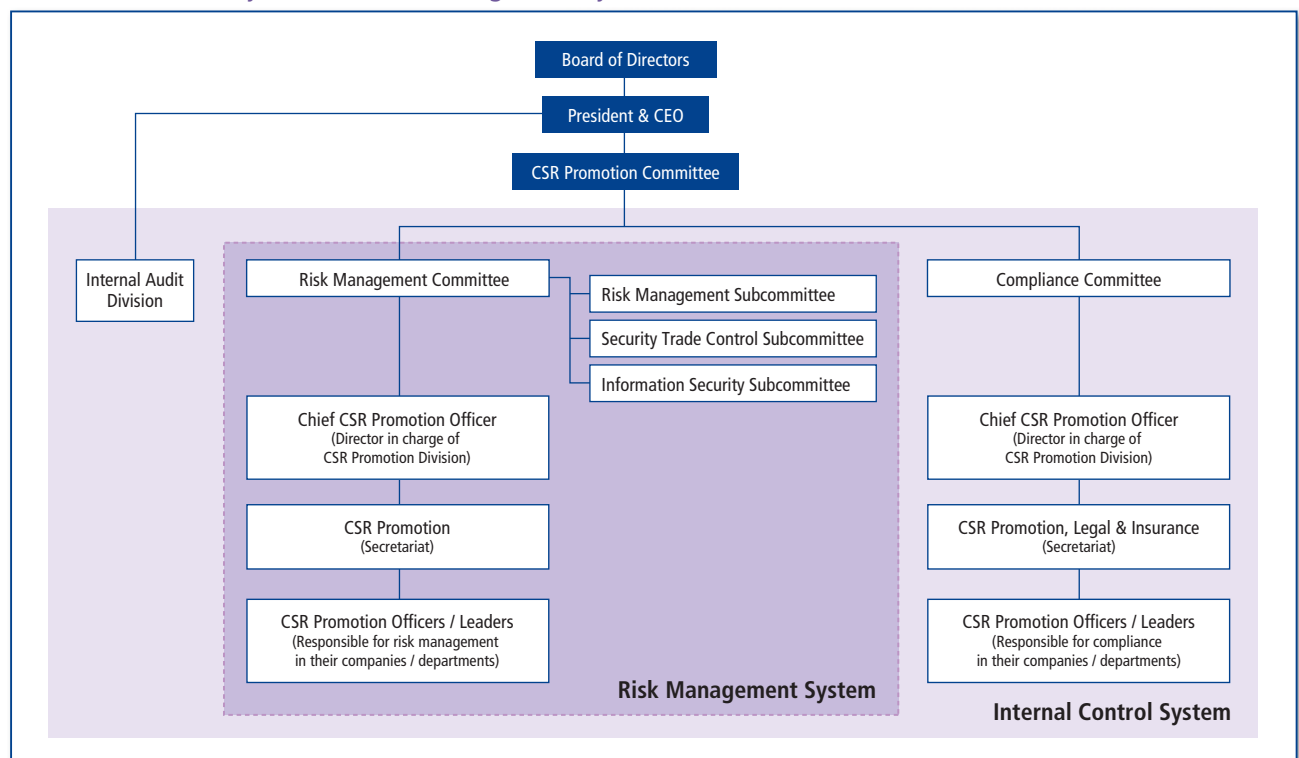 Board of Directors
President & CEO
CSR Promotion Committee
Internal Audit
Division
Risk Management Committee
Risk Management Subcommittee
Security Trade Control Subcommittee
Information Security Subcommittee
Compliance Committee
Chief CSR Promotion Officer
(Director in charge of
CSR Promotion Division)
CSR Promotion
(Secretariat)
CSR Promotion Officers / Leaders
(Responsible for risk management
in their companies / departments)
Risk Management System
Chief CSR Promotion Officer
(Director in charge of
CSR Promotion Division)
CSR Promotion, Legal & Insurance
(Secretariat)
CSR Promotion Officers / Leaders
(Responsible for compliance
in their companies / departments)
Internal Control System